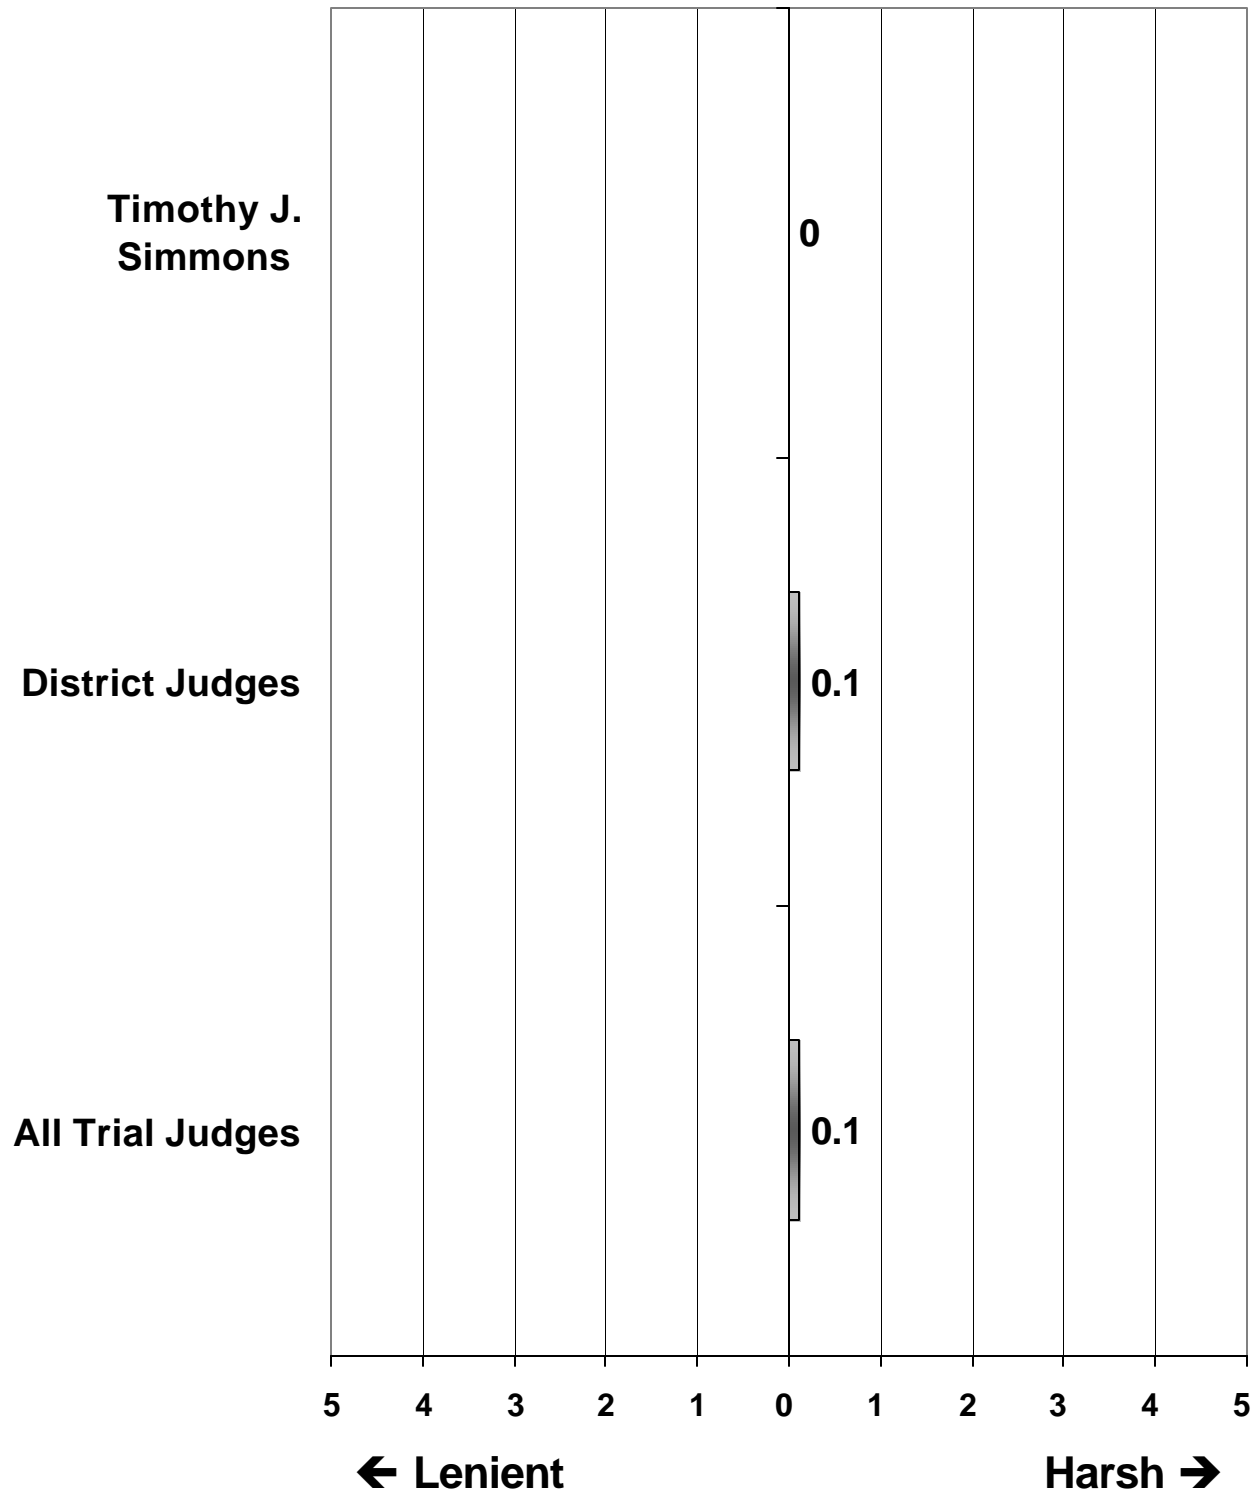 Timothy J.
Simmons
0
District Judges
0.1
All Trial Judges
0.1
5 4 3 2 1 0 1 2 3 4 5
← Lenient
Harsh →